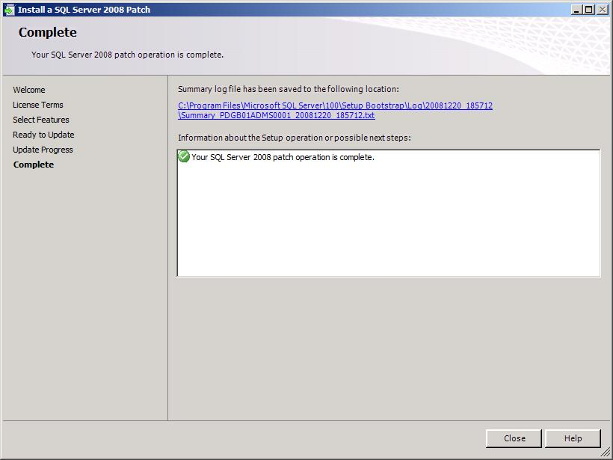 Install a SQL Server 2008 Patch
Complete
Your SQL Server 2008 patch operation is complete.
Welcome
License Terms
Select Features
Ready to Update
Update Progress
Complete
Summary log file has been saved to the following location:
C:\Program Files\Microsoft SQL Server\100\Setup Bootstrap\Log\20081220_185712
\Summary_PDGB01ADMS0001_20081220_185712.txt
Information about the Setup operation or possible next steps:
Your SQL Server 2008 patch operation is complete.
Close
Help